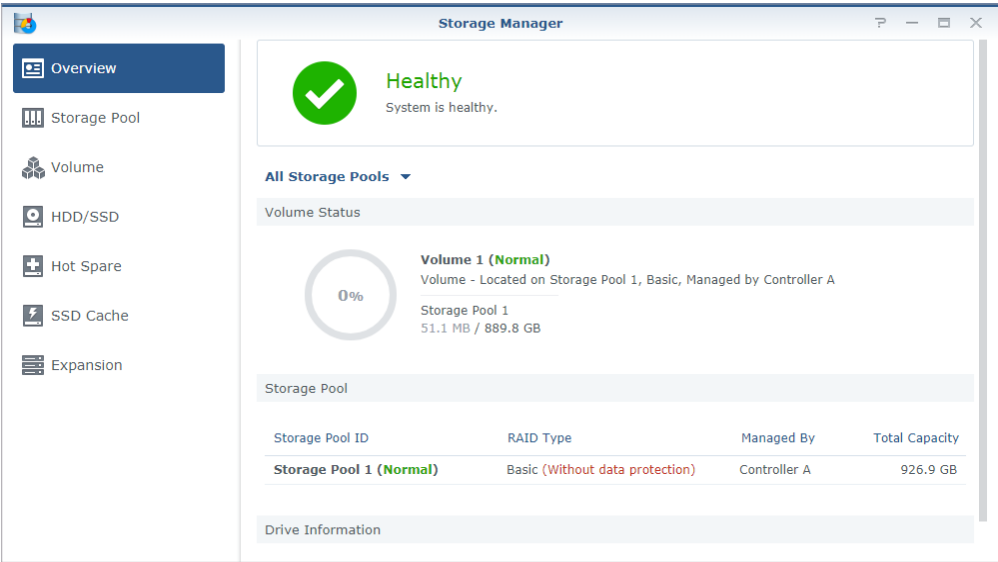 Storage Manager
Overview
Storage Pool
Volume
HDD/SSD
Hot Spare
SSD Cache
Expansion
Healthy
System is healthy.
All Storage Pools
Volume Status
0%
Volume 1 (Normal)
Volume - Located on Storage Pool 1, Basic, Managed by Controller A
Storage Pool 1
51.1 MB / 889.8 GB
Storage Pool
Storage Pool ID RAID Type Managed By Total Capacity
Storage Pool 1 (Normal) Basic (Without data protection) Controller A 926.9 GB
Drive Information